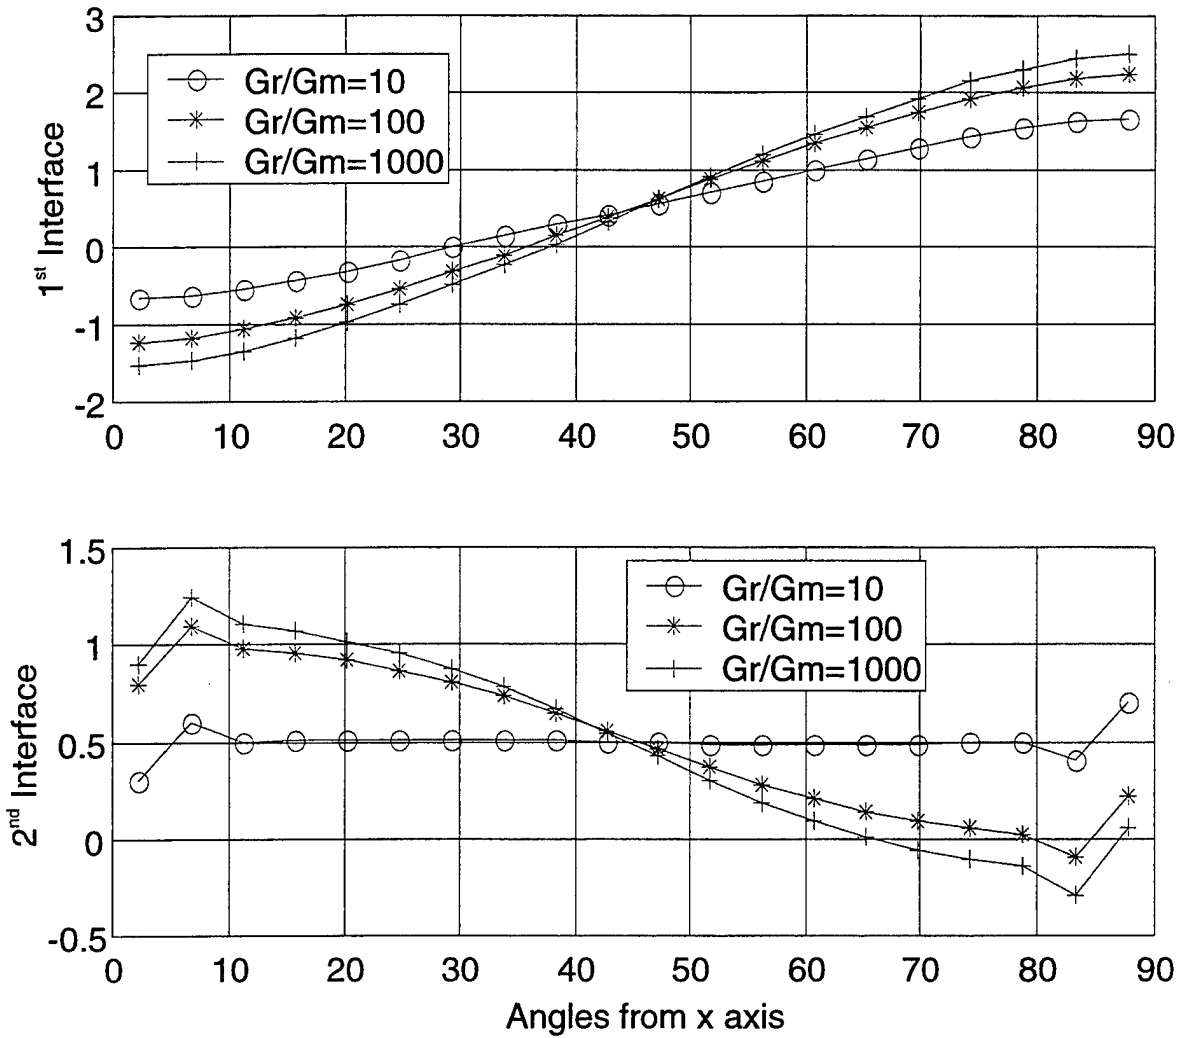 3
2
1
0
-1
-2
1st Interface
Gr/Gm=10
Gr/Gm=100
Gr/Gm=1000
0 10 20 30 40 50 60 70 80 90
1.5
1
0.5
0
-0.5
2nd Interface
Gr/Gm=10
Gr/Gm=100
Gr/Gm=1000
0 10 20 30 40 50 60 70 80 90
Angles from x axis